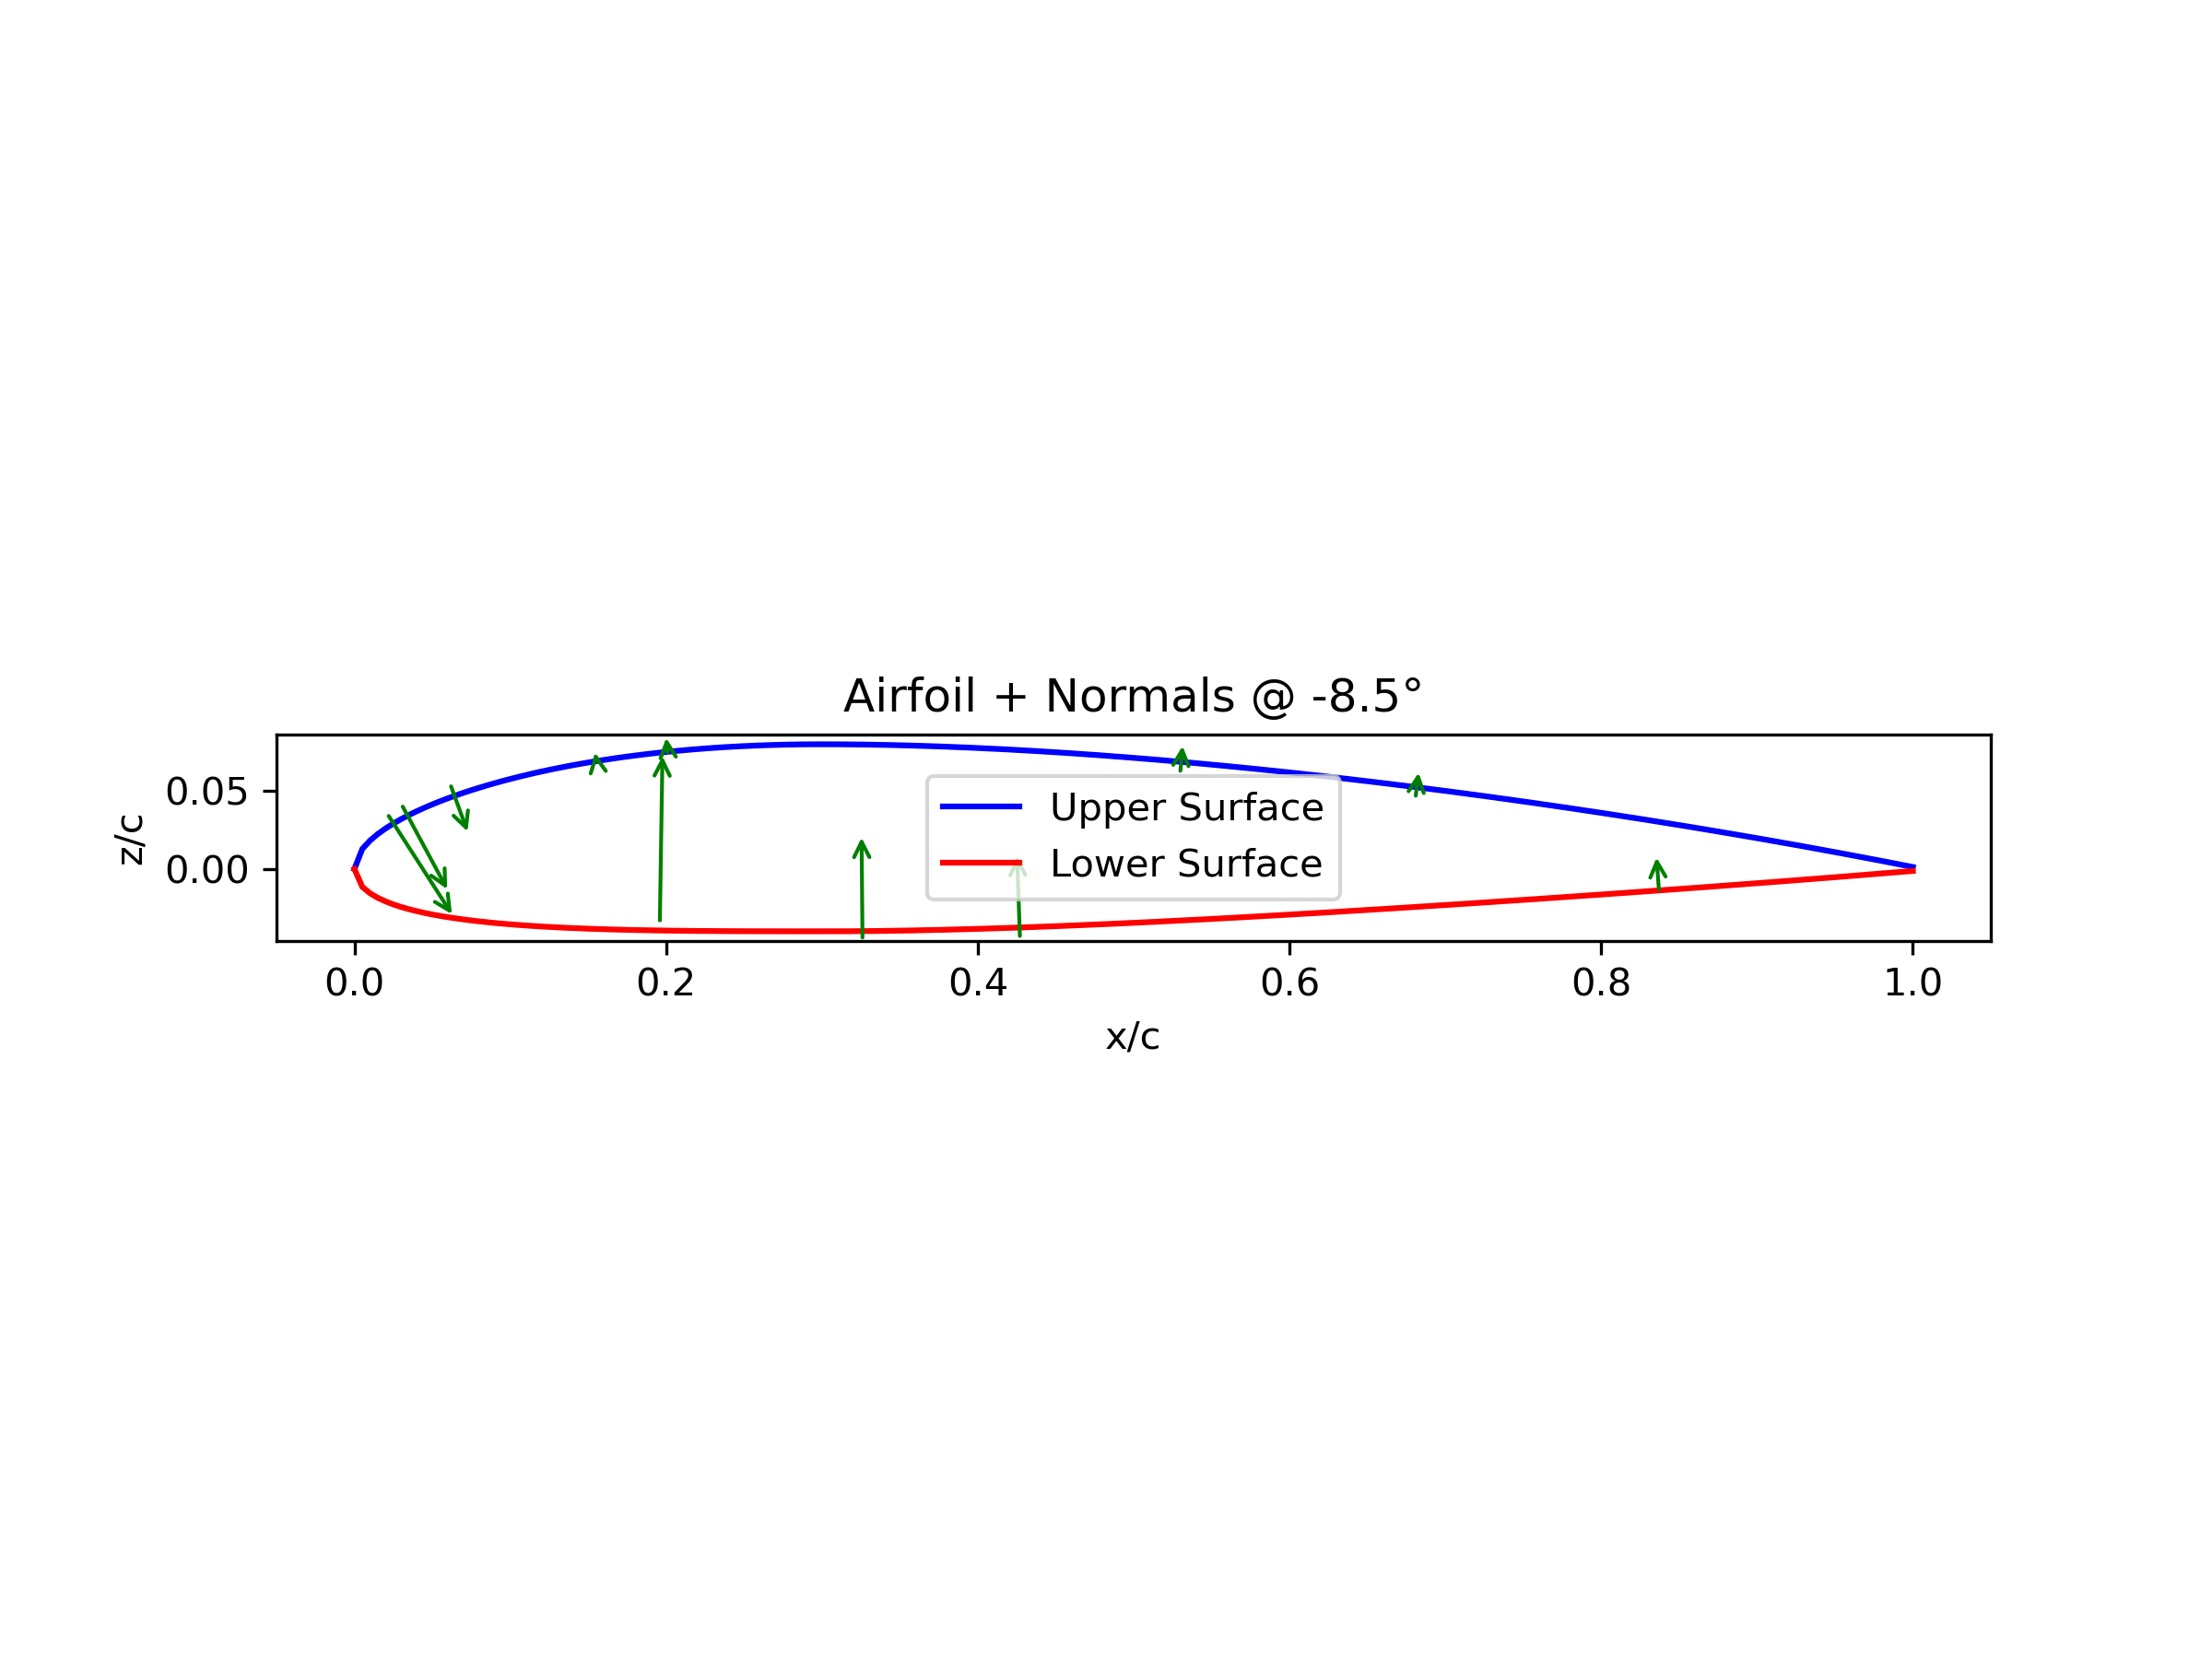 Airfoil + Normals @ -8.5°
z/c
0.05
0.00
Upper Surface
Lower Surface
0.0 0.2 0.4 0.6 0.8 1.0
x/c